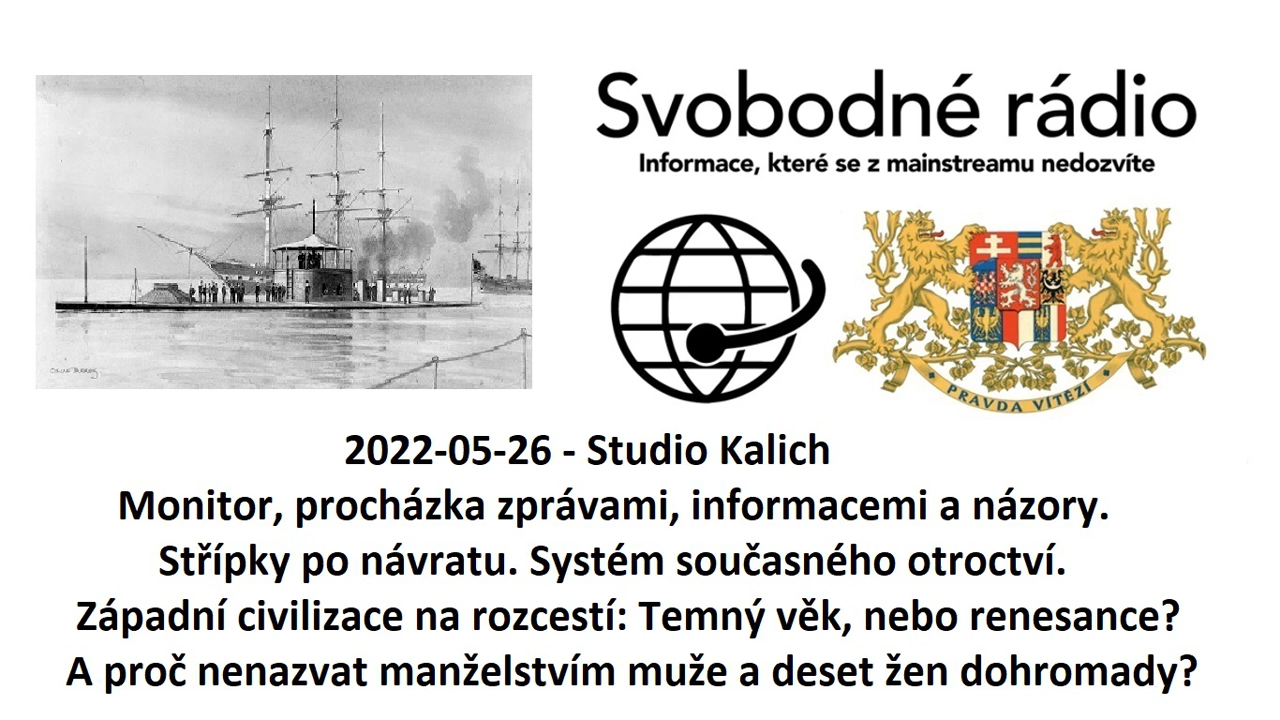 Svobodné rádio
Informace, které se z mainstreamu nedozvíte
PRAVDA VÍTĚZÍ
2022-05-26 - Studio Kalich
Monitor, procházka zprávami, informacemi a názory.
Střípky po návratu. Systém současného otroctví.
Západní civilizace na rozcestí: Temný věk, nebo renesance?
A proč nenazvat manželstvím muže a deset žen dohromady?